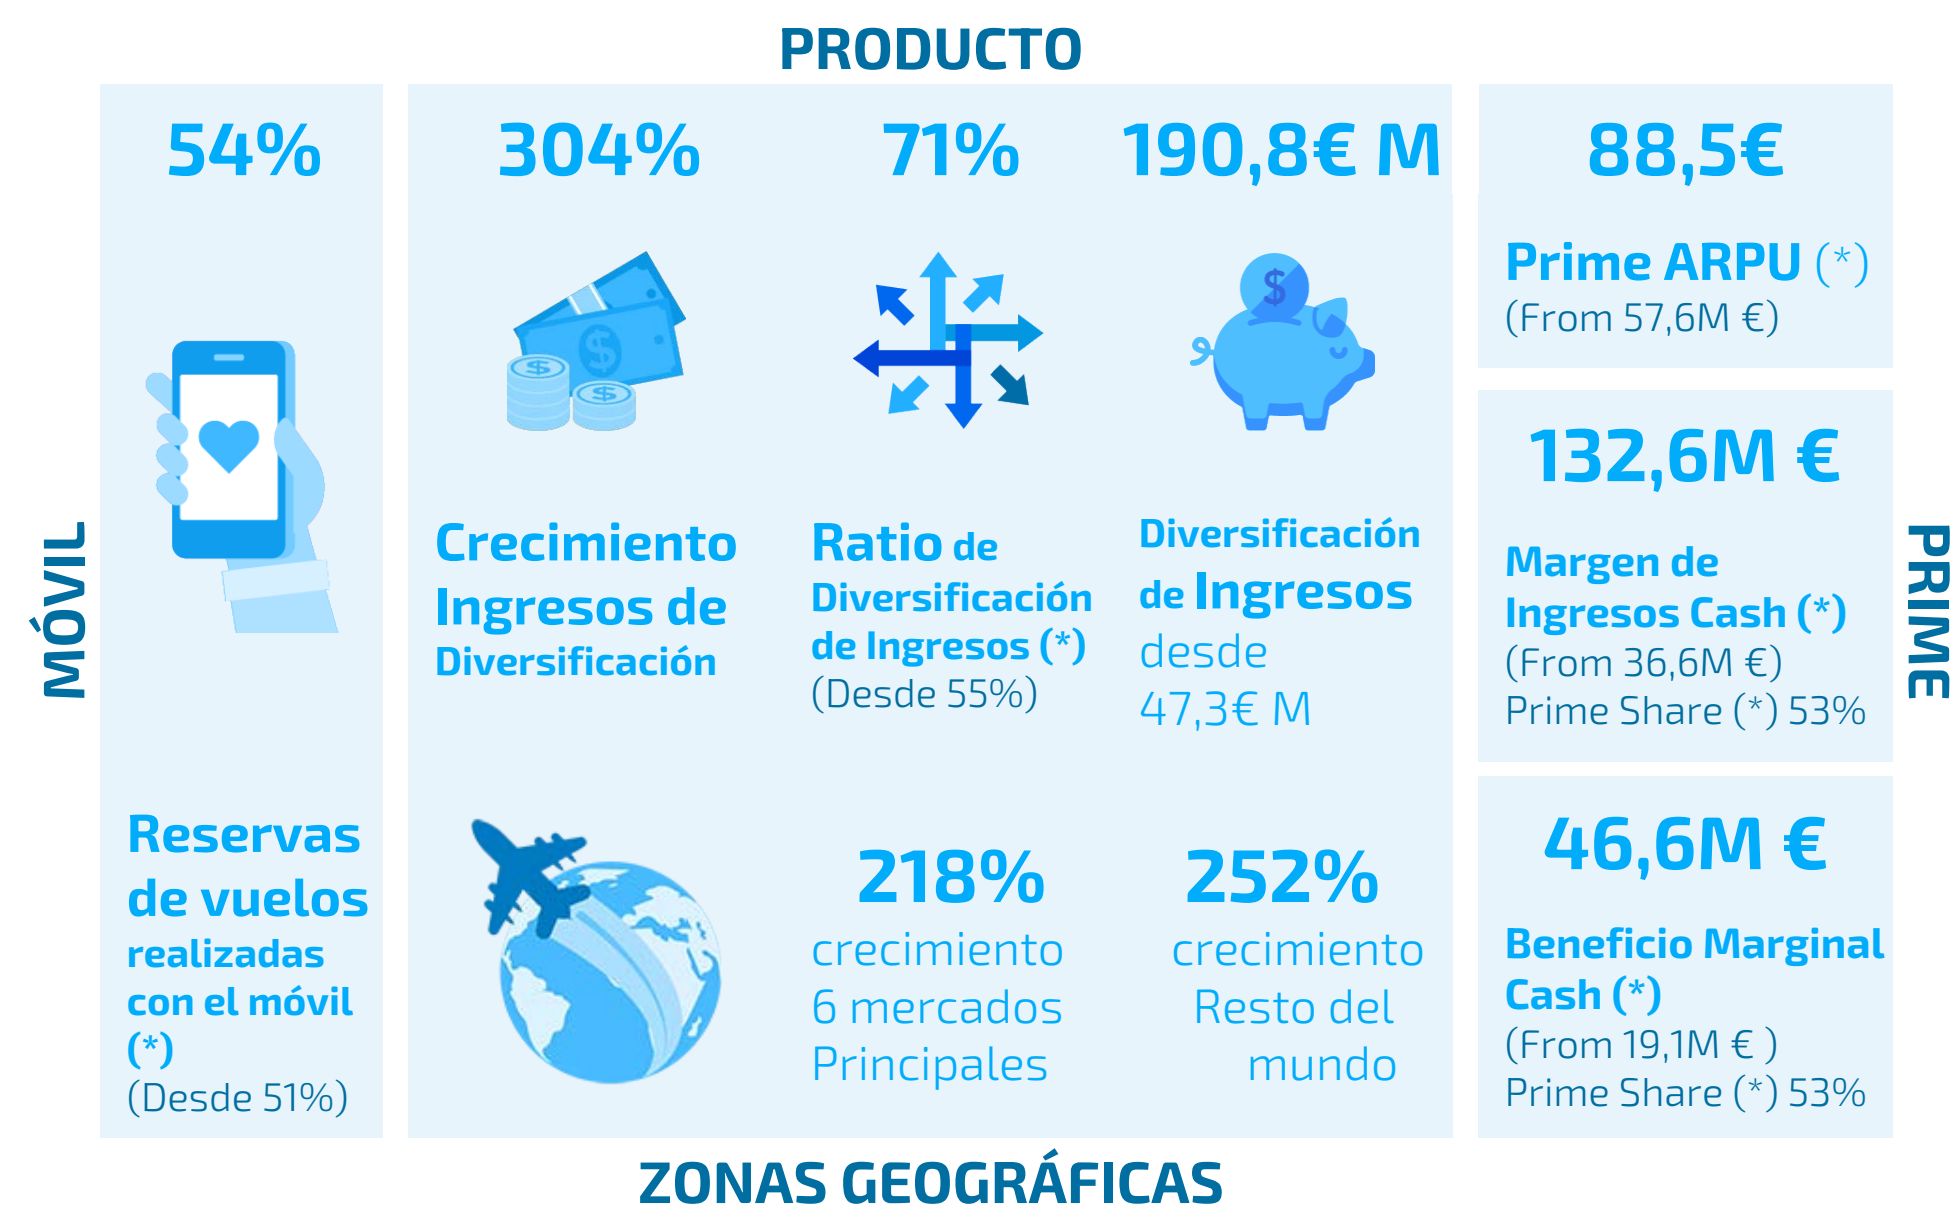 PRODUCTO
MÓVIL
54%
Reservas
de vuelos
realizadas
con el móvil
(*)
(Desde 51%)
304%
Crecimiento
Ingresos de
Diversificación
71%
Ratio de
Diversificación
de Ingresos (*)
(Desde 55%)
190,8€ M
$
Diversificación
de Ingresos
desde
47,3€ M
218%
crecimiento
6 mercados
Principales
252%
crecimiento
Resto del
mundo
ZONAS GEOGRÁFICAS
PRIME
88,5€
Prime ARPU (*)
(From 57,6M €)
132,6M €
Margen de
Ingresos Cash (*)
(From 36,6M €)
Prime Share (*) 53%
46,6M €
Beneficio Marginal
Cash (*)
(From 19,1M € )
Prime Share (*) 53%